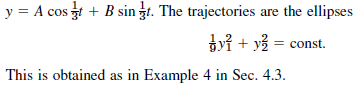 y = A cos ⅓t + B sin ⅓t. The trajectories are the ellipses
⅑y₁² + y₂² = const.
This is obtained as in Example 4 in Sec. 4.3.